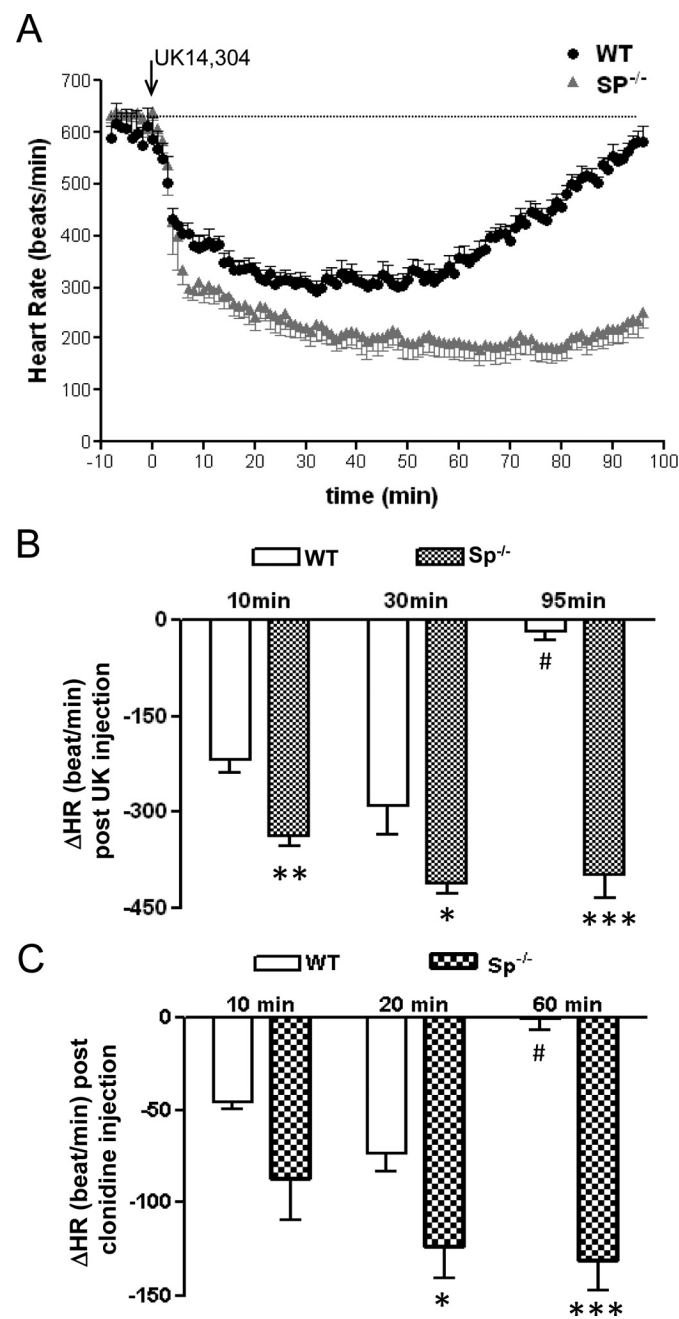 A
UK14,304
WT
SP-/-
700
600
500
400
300
200
100
0
-10 0 10 20 30 40 50 60 70 80 90 100
Heart Rate (beats/min)
time (min)
B
WT Sp-/-
10min 30min 95min
0
-150
-300
-450
ΔHR (beat/min)
post UK injection
#
** * ***
C
WT Sp-/-
10 min 20 min 60 min
0
-50
-100
-150
ΔHR (beat/min) post
clonidine injection
#
* ***